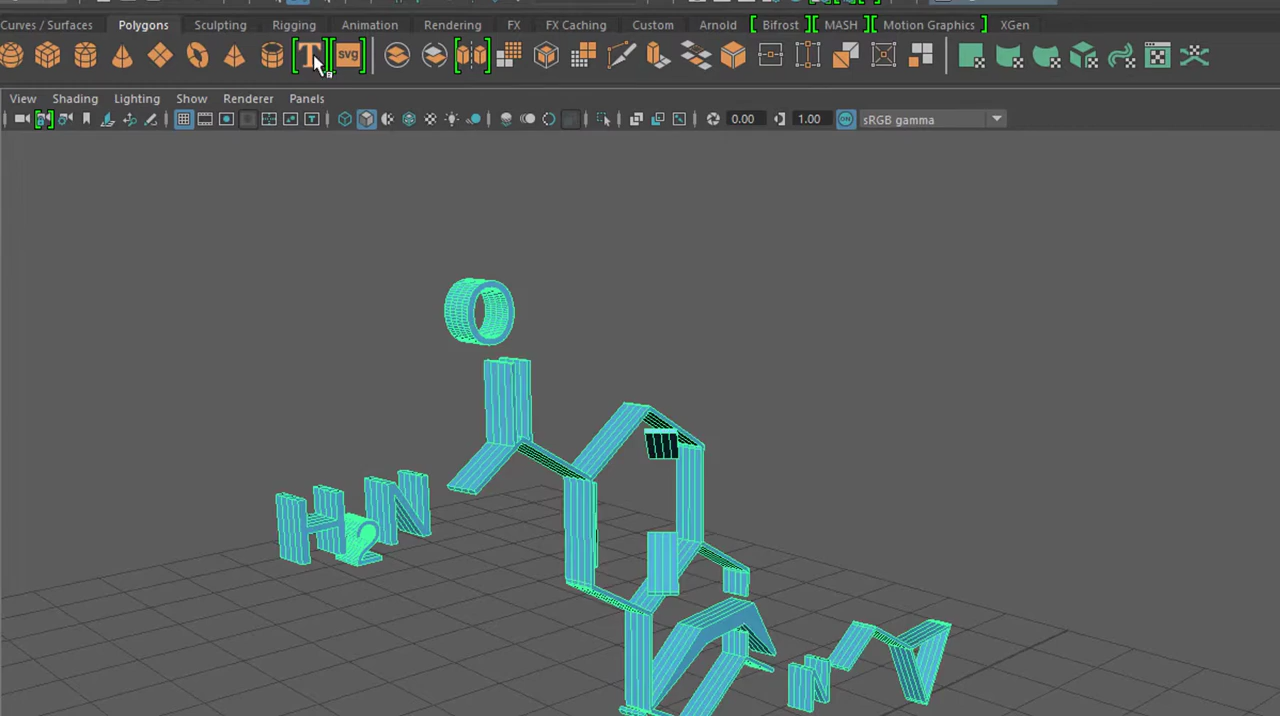 Curves / Surfaces Polygons Sculpting Rigging Animation Rendering FX FX Caching Custom Arnold Bifrost MASH Motion Graphics XGen
T svg
View Shading Lighting Show Renderer Panels
0.00 1.00 ON sRGB gamma
O
H2N
N